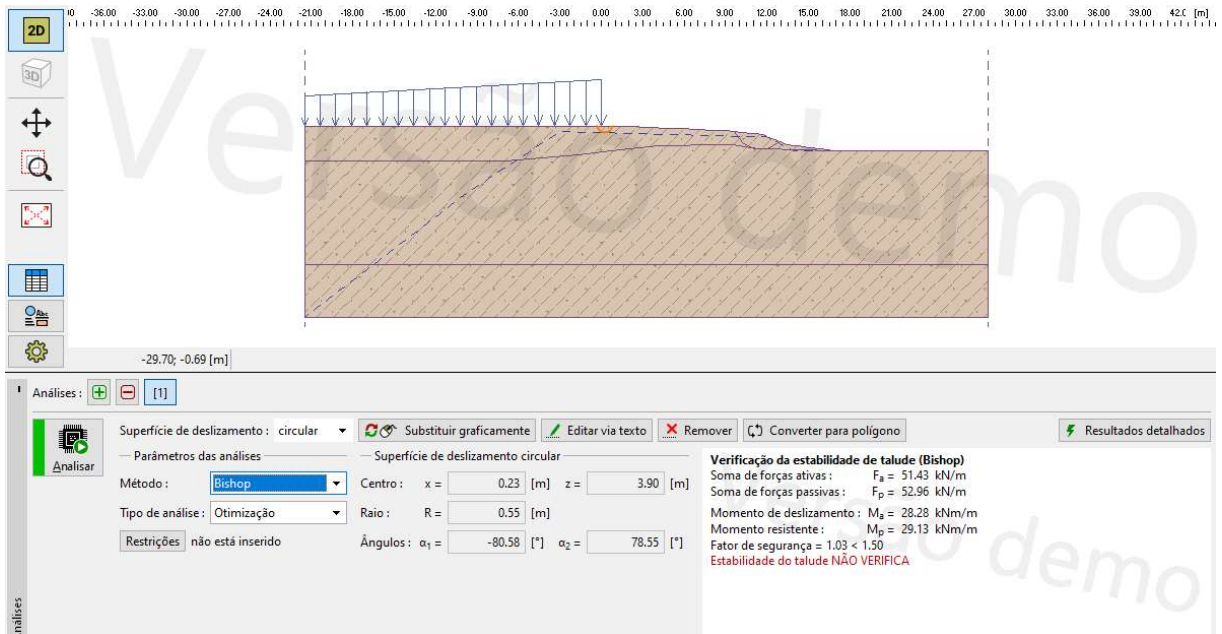 -36.00 -33.00 -30.00 -27.00 -24.00 -21.00 -18.00 -15.00 -12.00 -9.00 -6.00 -3.00 0.00 3.00 6.00 9.00 12.00 15.00 18.00 21.00 24.00 27.00 30.00 33.00 36.00 39.00 [m]
2D
3D
Versão demo
-29.70; -0.69 [m]
Análises : [1]
Analisar
Superfície de deslizamento : circular Substituir graficamente Editar via texto Remover Converter para polígono Resultados detalhados
Parâmetros das análises
Método : Bishop
Tipo de análise : Otimização
Restrições não está inserido
Superfície de deslizamento circular
Centro : x = 0.23 [m] z = 3.90 [m]
Raio : R = 0.55 [m]
Ângulos : α1 = -80.58 [°] α2 = 78.55 [°]
Verificação da estabilidade de talude (Bishop)
Soma de forças ativas : Fa = 51.43 kN/m
Soma de forças passivas : Fp = 52.96 kN/m
Momento de deslizamento : Ma = 28.28 kNm/m
Momento resistente : Mp = 29.13 kNm/m
Fator de segurança = 1.03 < 1.50
Estabilidade do talude NÃO VERIFICA
Versão demo